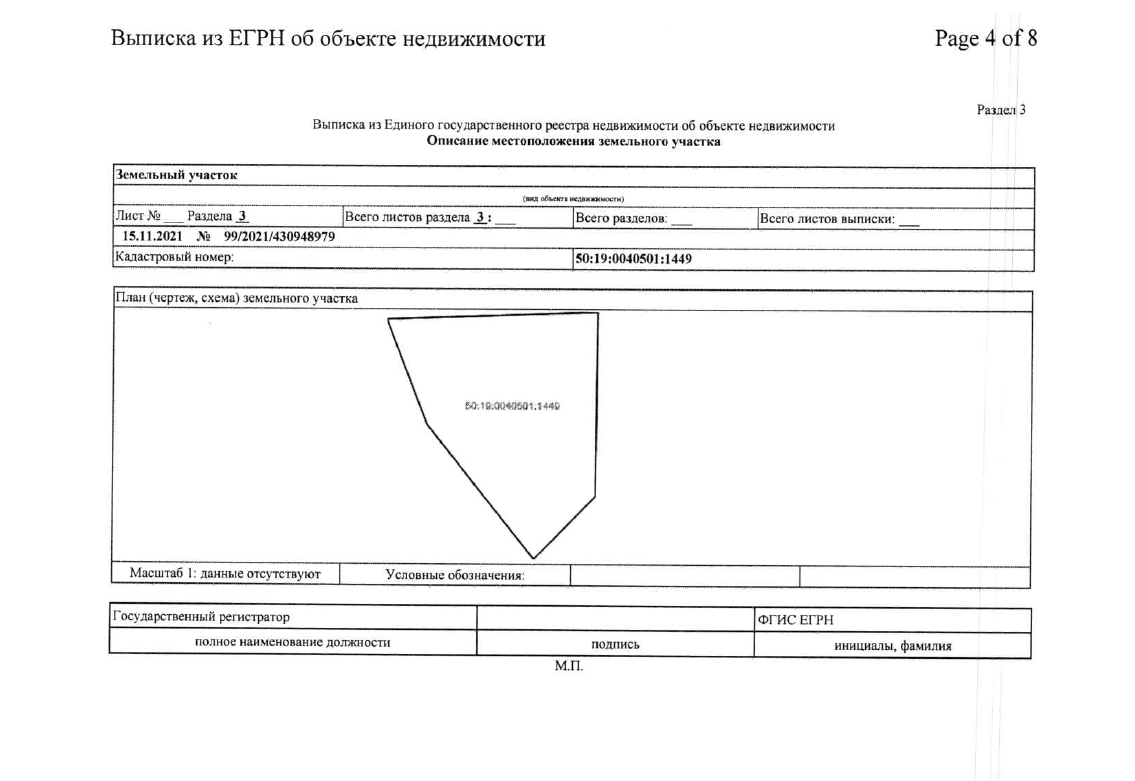 Выписка из ЕГРН об объекте недвижимости Page 4 of 8
Раздел 3
Выписка из Единого государственного реестра недвижимости об объекте недвижимости
Описание местоположения земельного участка
Земельный участок
(вид объекта недвижимости)
Лист № ___ Раздела 3 Всего листов раздела 3 : ___ Всего разделов: ___ Всего листов выписки: ___
15.11.2021 № 99/2021/430948979
Кадастровый номер: 50:19:0040501:1449
План (чертеж, схема) земельного участка
50:19:0040501:1449
Масштаб 1: данные отсутствуют Условные обозначения:
Государственный регистратор ФГИС ЕГРН
полное наименование должности подпись инициалы, фамилия
М.П.